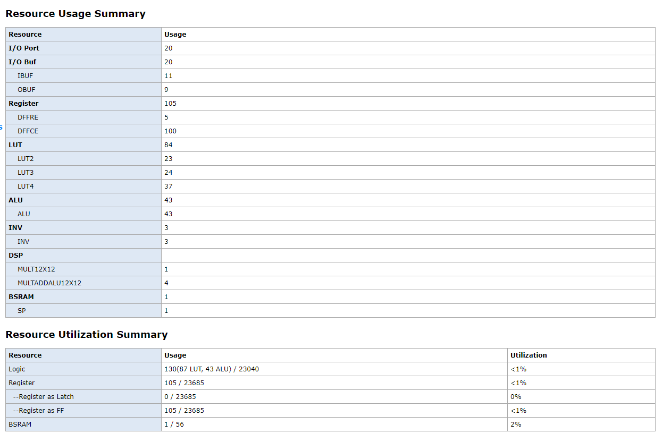 Resource Usage Summary
Resource Usage
I/O Port 20
I/O Buf 20
IBUF 11
OBUF 9
Register 105
DFFRE 5
DFFCE 100
LUT 84
LUT2 23
LUT3 24
LUT4 37
ALU 43
ALU 43
INV 3
INV 3
DSP
MULT12X12 1
MULTADDALU12X12 4
BSRAM 1
SP 1
Resource Utilization Summary
Resource Usage Utilization
Logic 130(87 LUT, 43 ALU) / 23040 <1%
Register 105 / 23685 <1%
--Register as Latch 0 / 23685 0%
--Register as FF 105 / 23685 <1%
BSRAM 1 / 56 2%